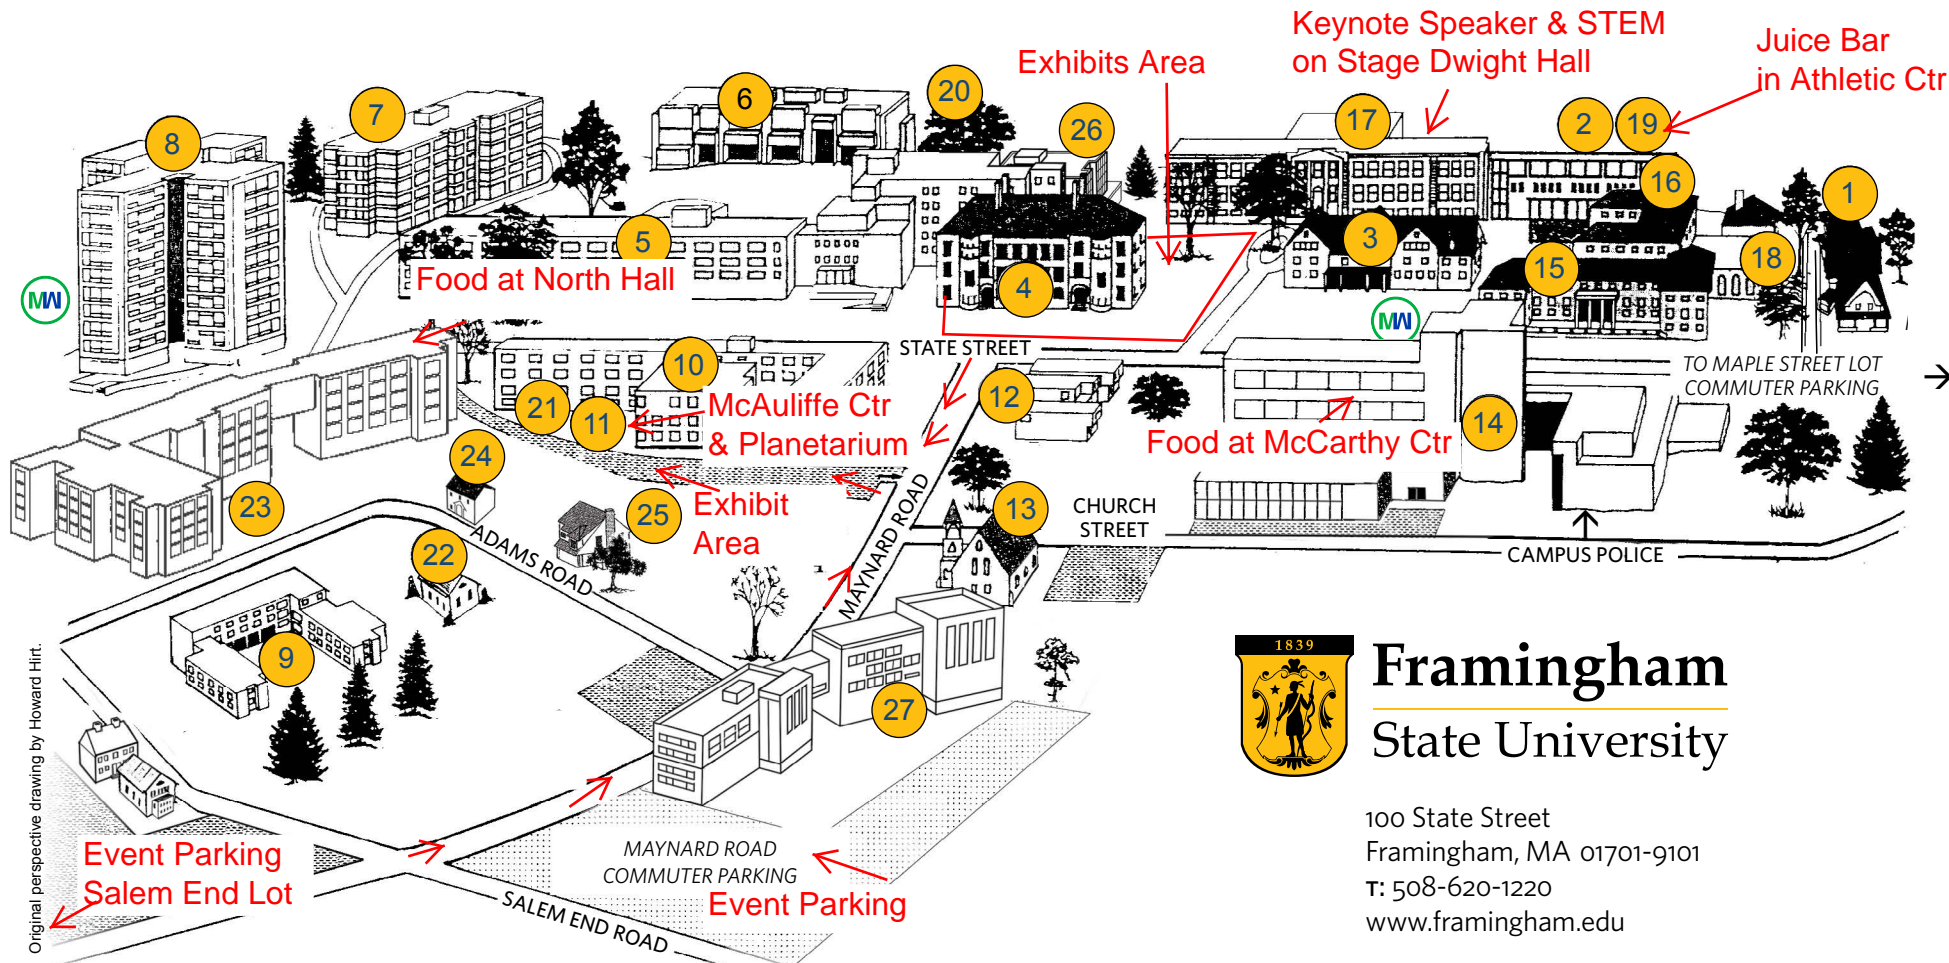 Keynote Speaker & STEM
on Stage Dwight Hall
Juice Bar
in Athletic Ctr
Exhibits Area
6
20
7
17
2
19
26
8
16
1
5
3
18
15
4
Food at North Hall
MW
MW
STATE STREET
TO MAPLE STREET LOT
COMMUTER PARKING
10
12
21
11
McAuliffe Ctr
& Planetarium
14
Food at McCarthy Ctr
24
23
25
Exhibit
Area
MAYNARD ROAD
13
CHURCH
STREET
CAMPUS POLICE
22
ADAMS ROAD
9
27
1839
Framingham
State University
100 State Street
Framingham, MA 01701-9101
T: 508-620-1220
www.framingham.edu
Event Parking
Salem End Lot
MAYNARD ROAD
COMMUTER PARKING
Event Parking
SALEM END ROAD
Original perspective drawing by Howard Hirt.